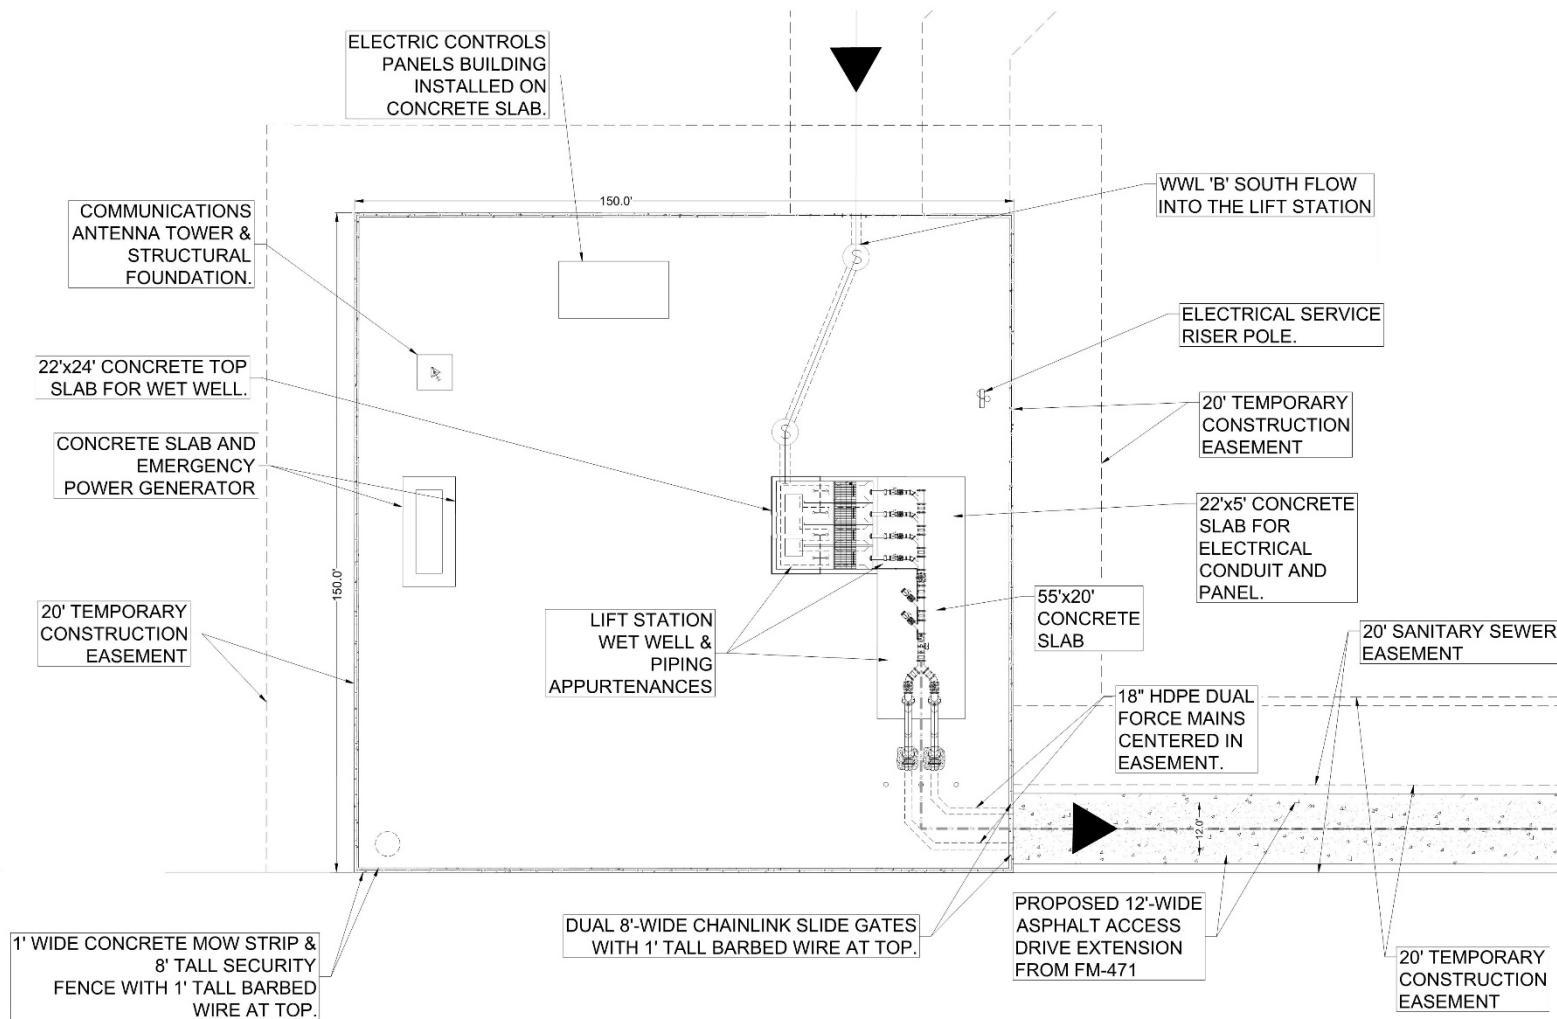 ELECTRIC CONTROLS
PANELS BUILDING
INSTALLED ON
CONCRETE SLAB.
WWL 'B' SOUTH FLOW
INTO THE LIFT STATION
150.0'
COMMUNICATIONS
ANTENNA TOWER &
STRUCTURAL
FOUNDATION.
S
ELECTRICAL SERVICE
RISER POLE.
22'x24' CONCRETE TOP
SLAB FOR WET WELL.
20' TEMPORARY
CONSTRUCTION
EASEMENT
S
CONCRETE SLAB AND
EMERGENCY
POWER GENERATOR
22'x5' CONCRETE
SLAB FOR
ELECTRICAL
CONDUIT AND
PANEL.
150.0'
20' TEMPORARY
CONSTRUCTION
EASEMENT
LIFT STATION
WET WELL &
PIPING
APPURTENANCES
55'x20'
CONCRETE
SLAB
20' SANITARY SEWER
EASEMENT
18" HDPE DUAL
FORCE MAINS
CENTERED IN
EASEMENT.
12.0'
1' WIDE CONCRETE MOW STRIP &
8' TALL SECURITY
FENCE WITH 1' TALL BARBED
WIRE AT TOP.
DUAL 8'-WIDE CHAINLINK SLIDE GATES
WITH 1' TALL BARBED WIRE AT TOP.
PROPOSED 12'-WIDE
ASPHALT ACCESS
DRIVE EXTENSION
FROM FM-471
20' TEMPORARY
CONSTRUCTION
EASEMENT